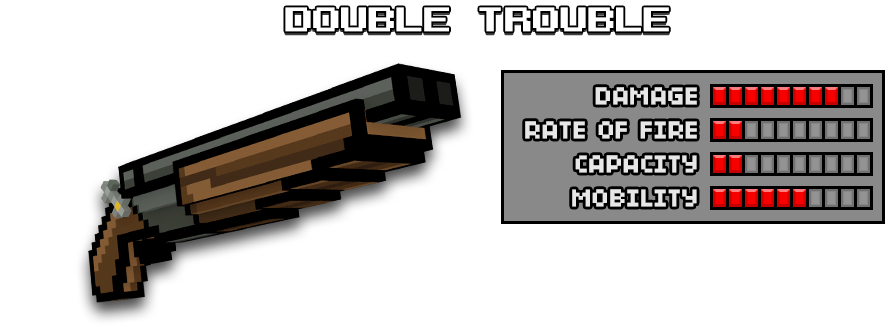 DOUBLE TROUBLE
DAMAGE
RATE OF FIRE
CAPACITY
MOBILITY